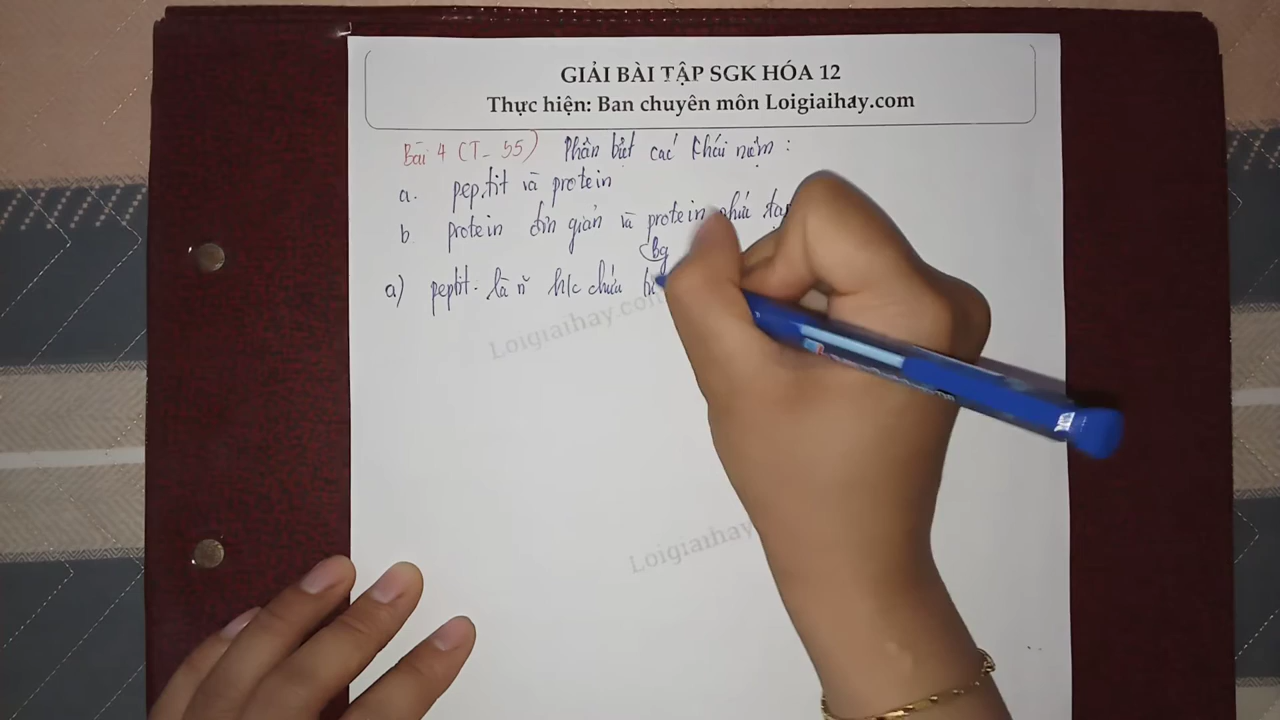 GIẢI BÀI TẬP SGK HÓA 12
Thực hiện: Ban chuyên môn Loigiaihay.com
Bài 4 (T- 55) Phân biệt các khái niệm :
a. peptit và protein
b. protein đơn giản và protein phức tạp
bg
a) peptit: là ~ h/c chứa
Loigiaihay.com
Loigiaihay